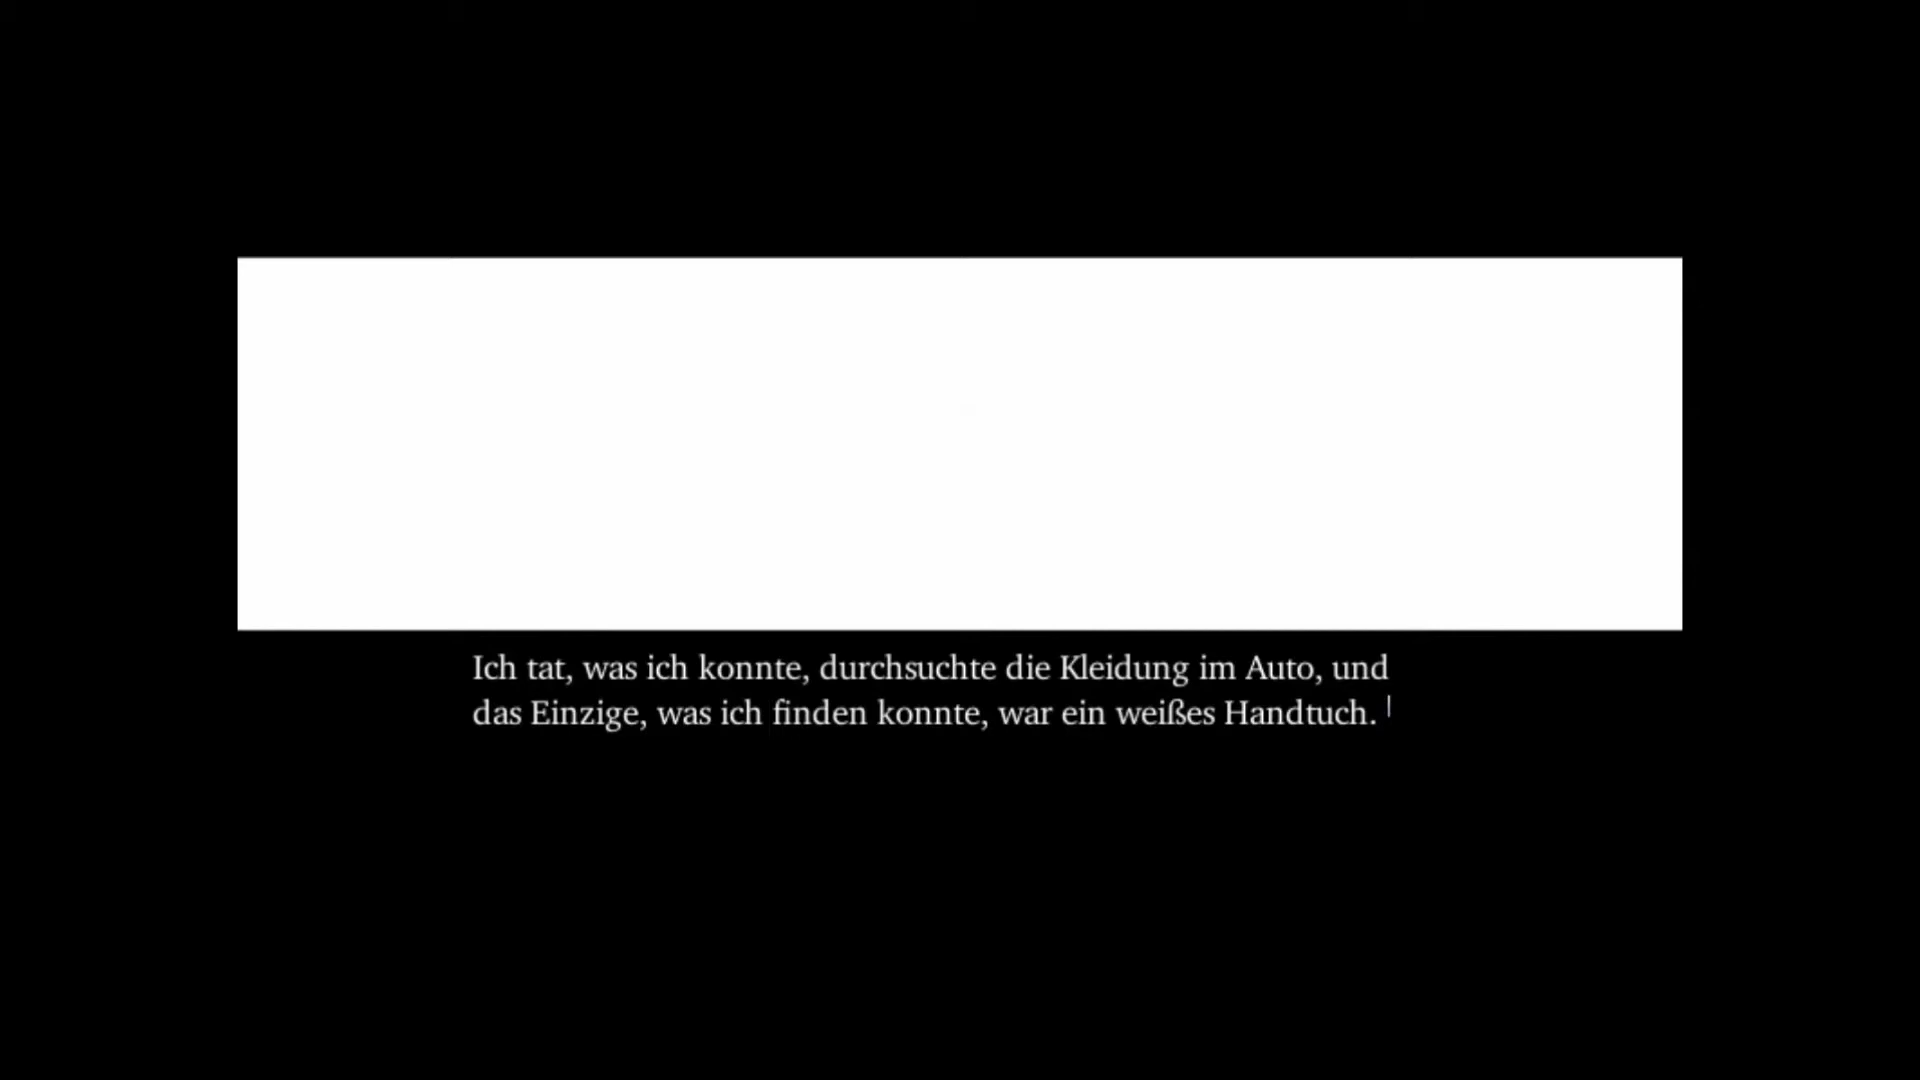 Ich tat, was ich konnte, durchsuchte die Kleidung im Auto, und
das Einzige, was ich finden konnte, war ein weißes Handtuch.